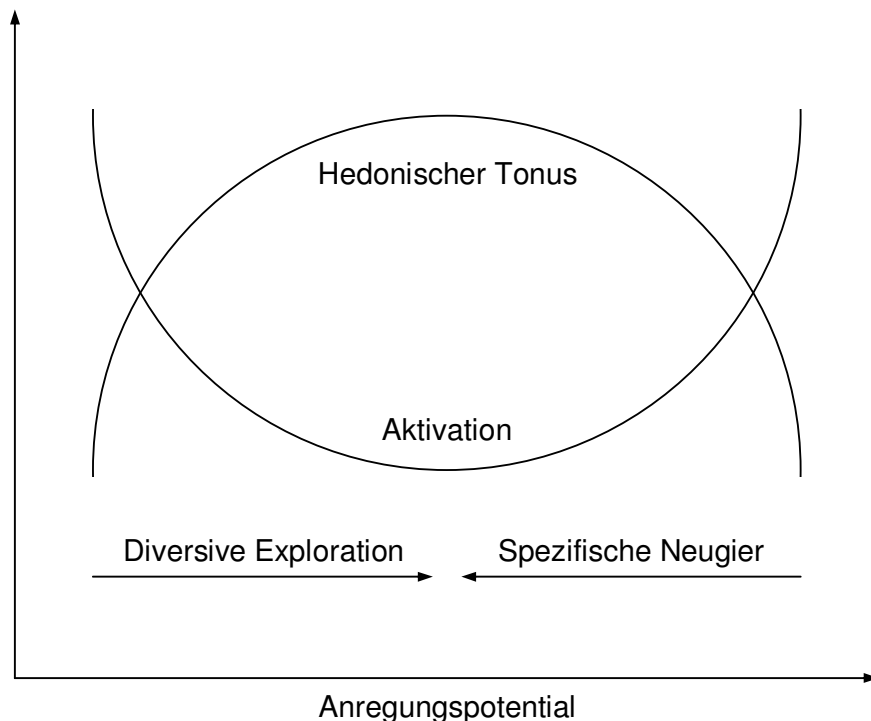 Hedonischer Tonus
Aktivation
Diversive Exploration
Spezifische Neugier
Anregungspotential